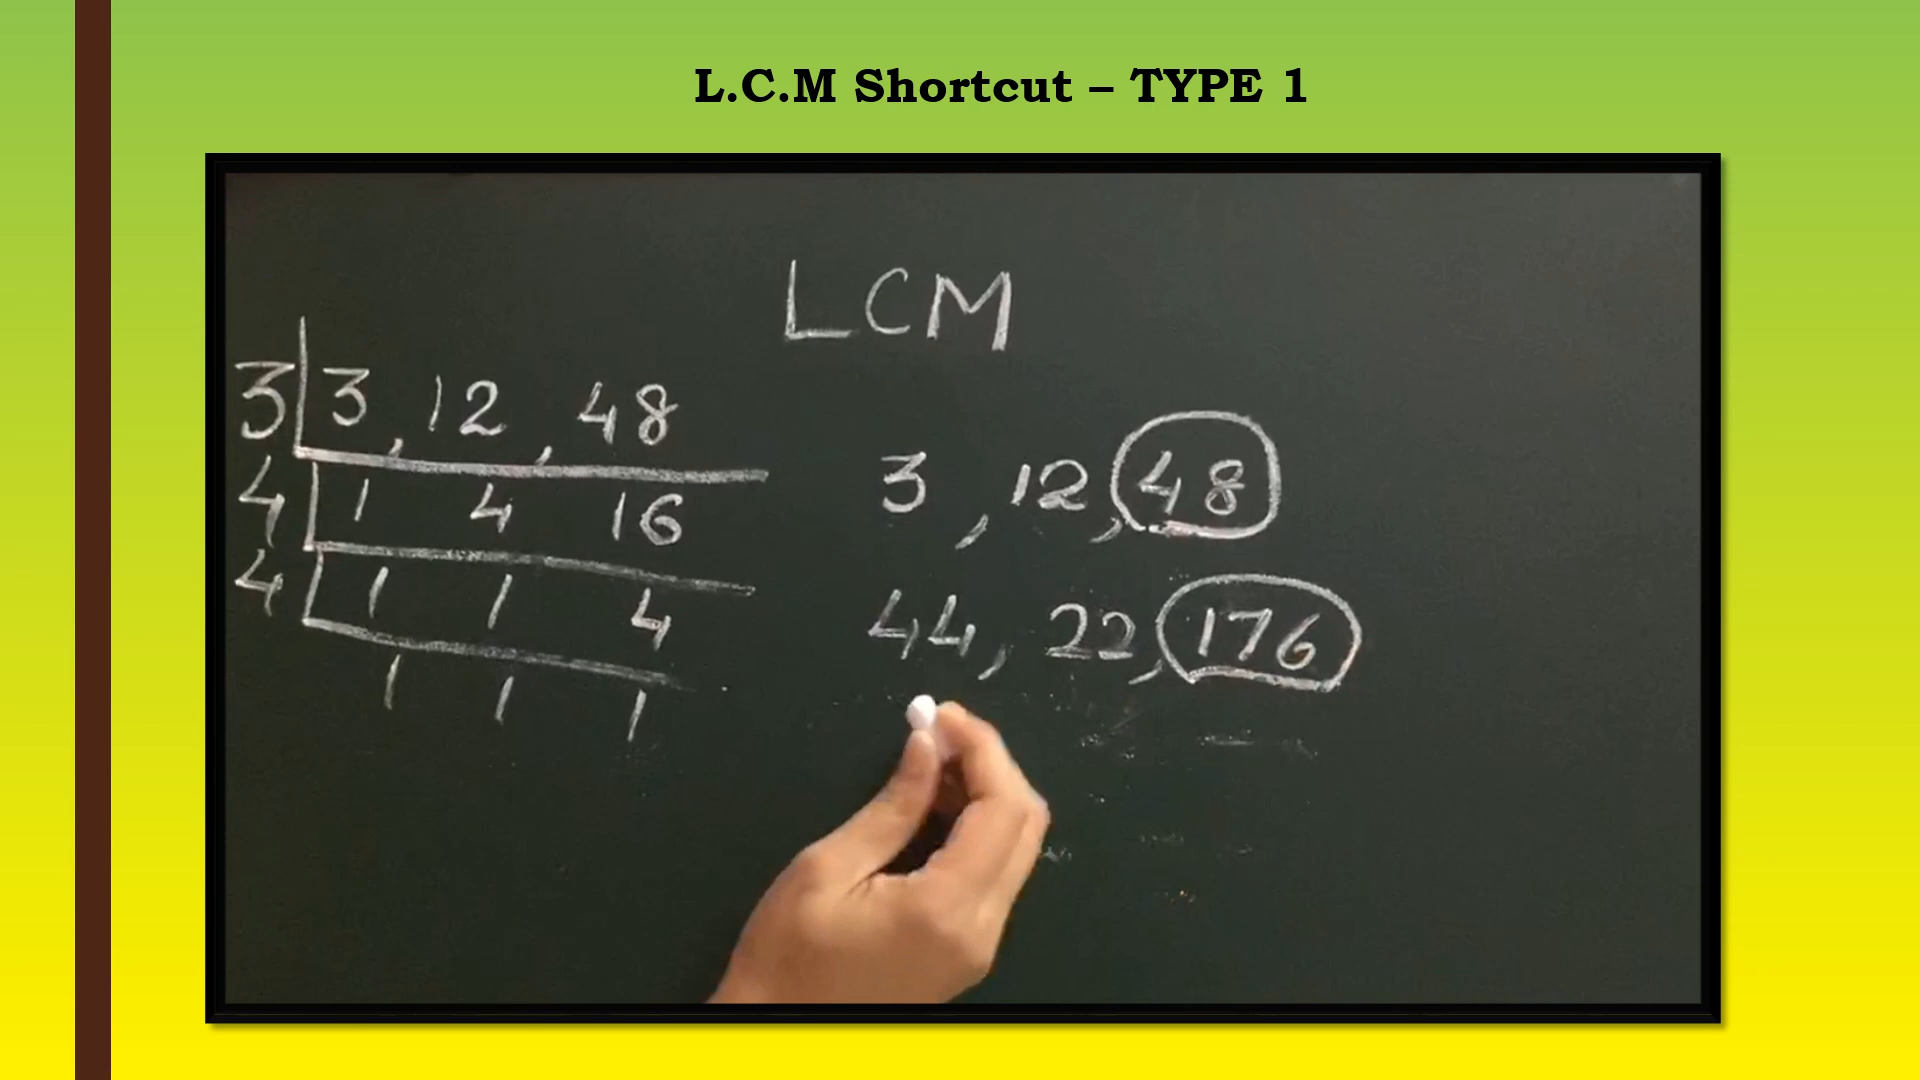 L.C.M Shortcut – TYPE 1
LCM
3 3, 12, 48
4 1 4 16
4 1 1 4
1 1 1
3, 12, 48
44, 22, 176